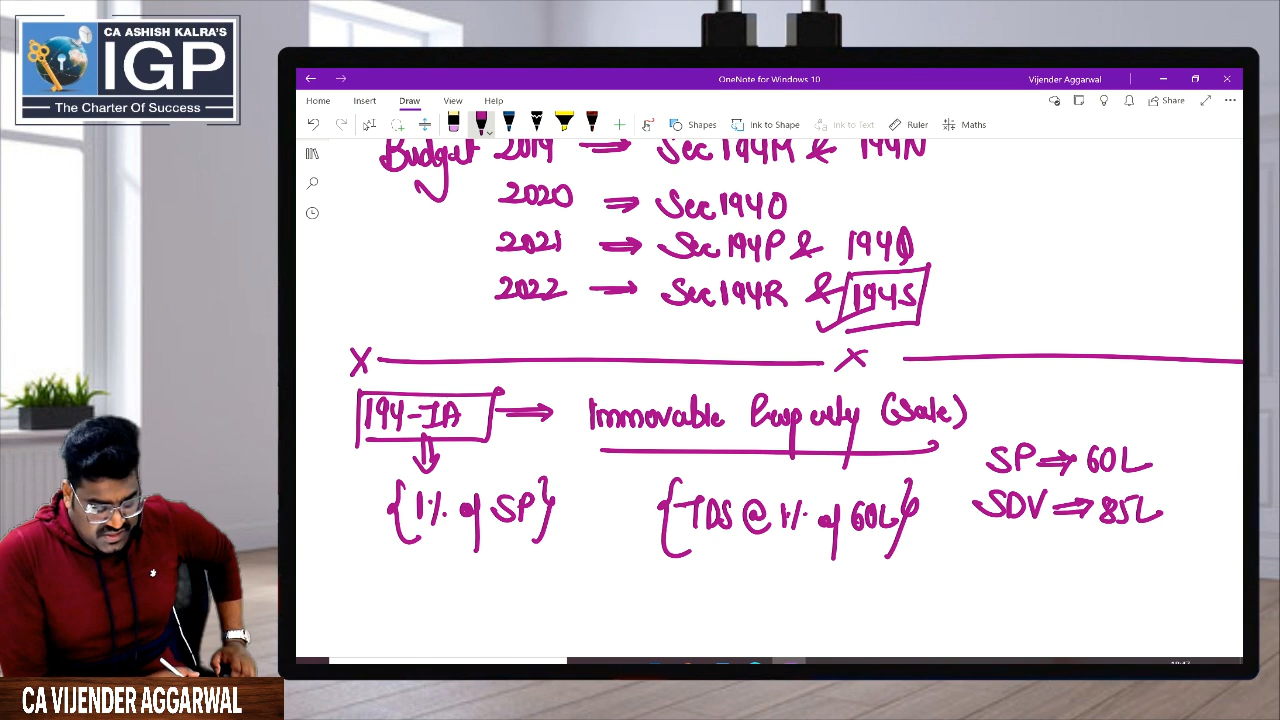 CA ASHISH KALRA'S
IGP
The Charter Of Success
OneNote for Windows 10
Vijender Aggarwal
Home Insert Draw View Help
Share
Shapes Ink to Shape Ink to Text Ruler Maths
Budget 2019 → Sec 194M & 194N
2020 ⇒ Sec 194O
2021 ⇒ Sec 194P & 194Q
2022 → Sec 194R & 194S
X X
194-IA ⇒ Immovable Property (Sale)
SP ⇒ 60L
{1% of SP} {TDS @ 1% of 60L}
SDV ⇒ 85L
CA VIJENDER AGGARWAL